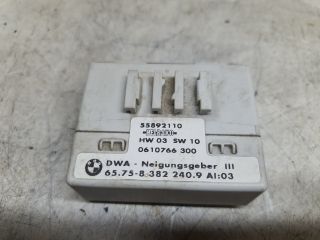 55892110
HW 03 SW 10
0610766 300
DWA - Neigungsgeber III
65.75-8 382 240.9 AI:03